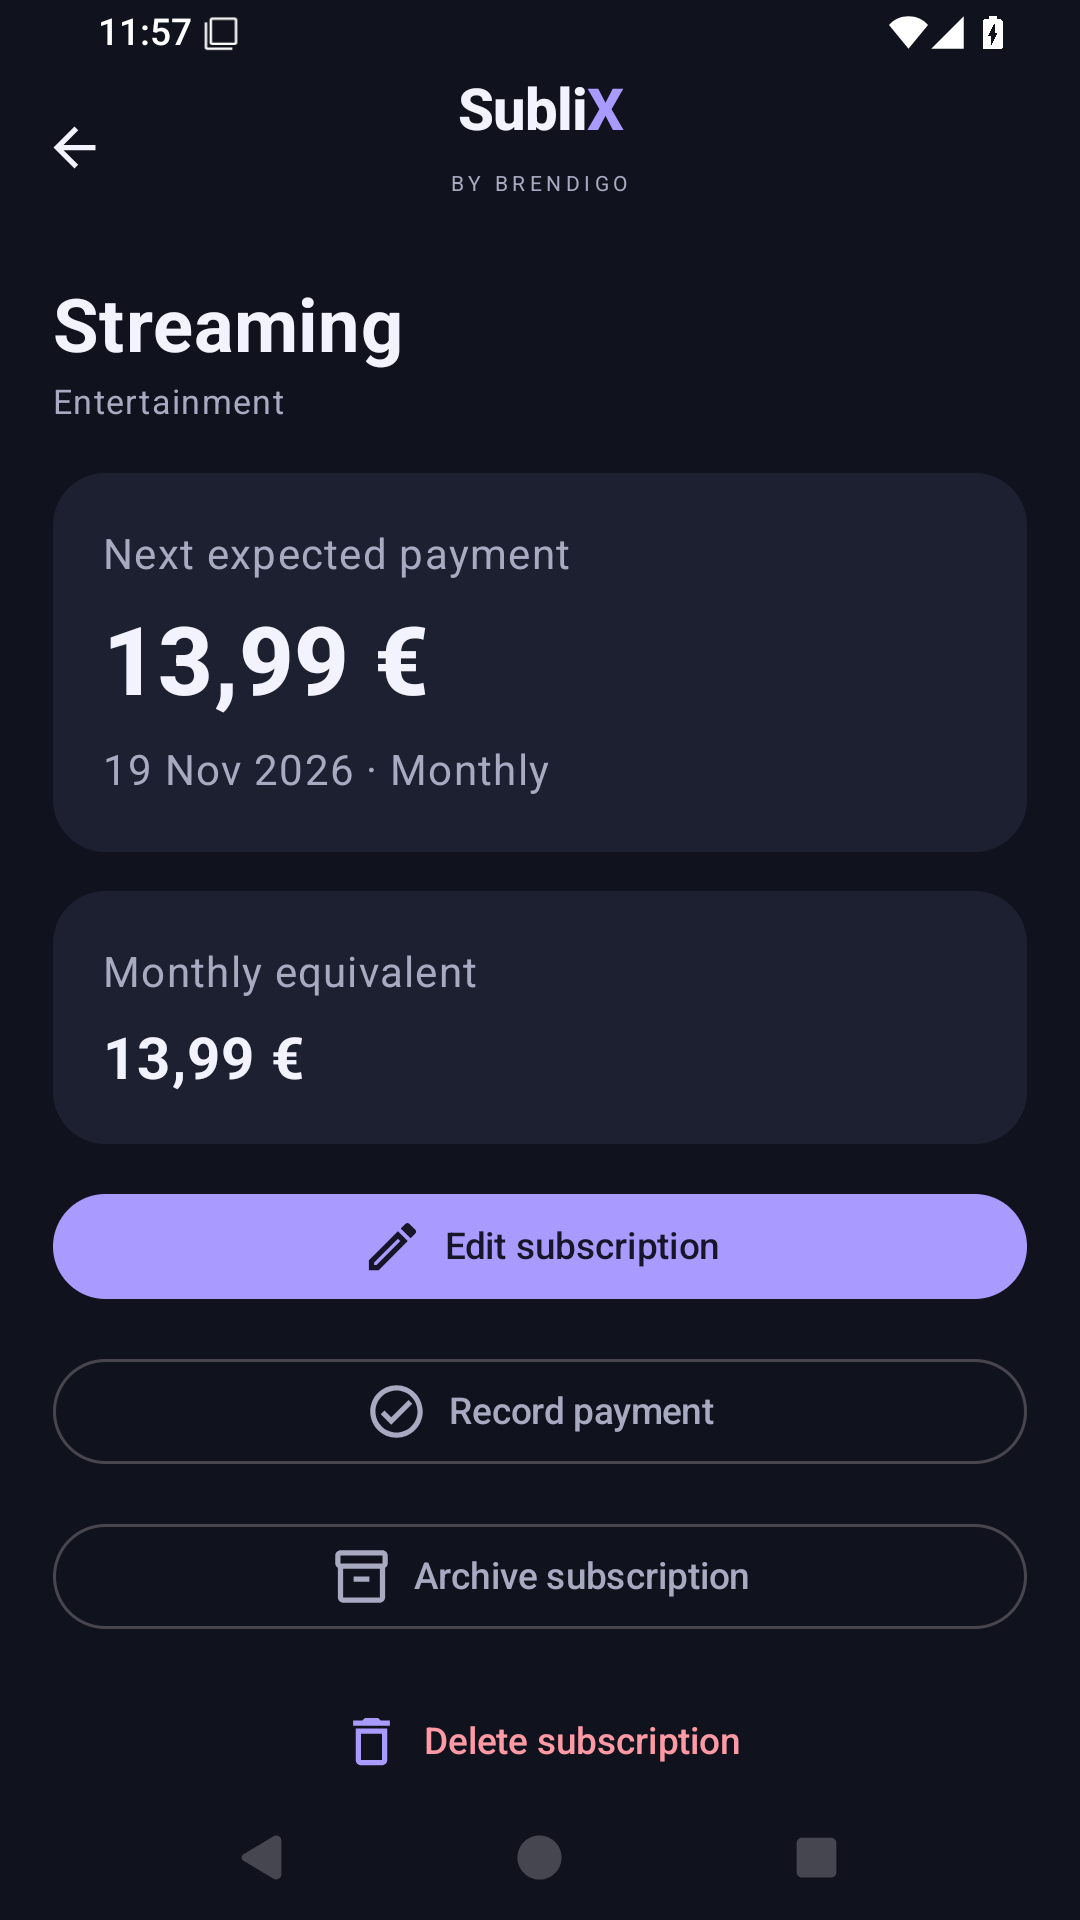 11:57
SubliX
BY BRENDIGO
Streaming
Entertainment
Next expected payment
13,99 €
19 Nov 2026 · Monthly
Monthly equivalent
13,99 €
Edit subscription
Record payment
Archive subscription
Delete subscription